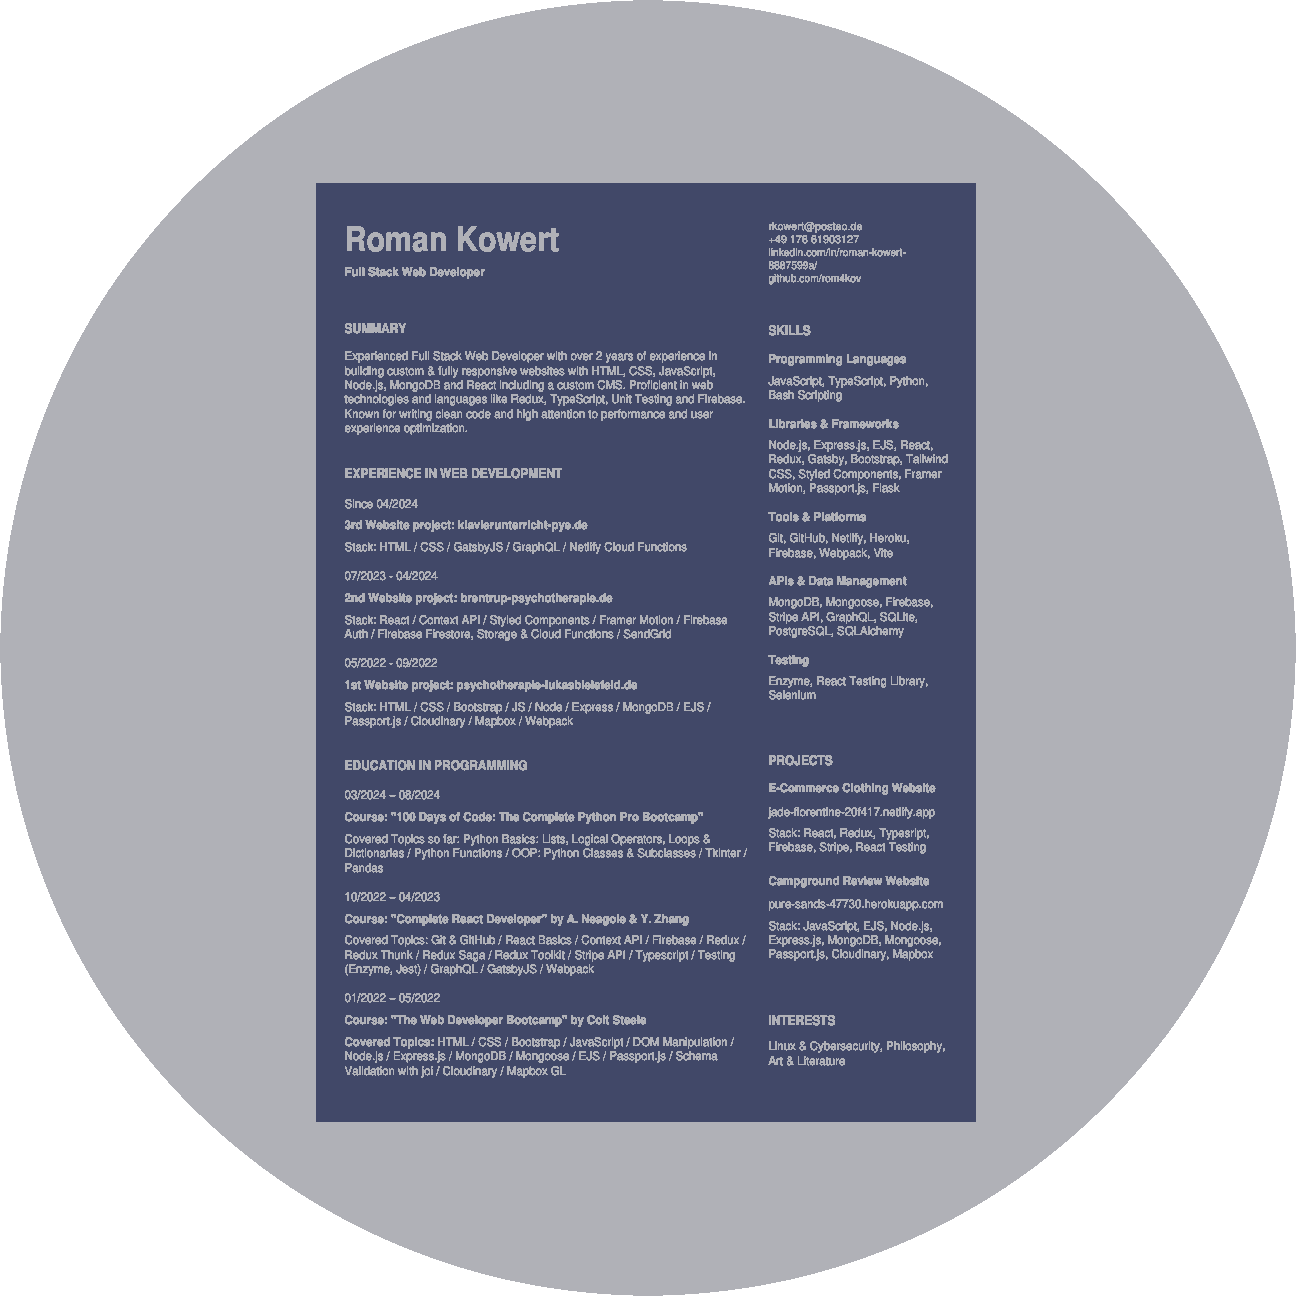 Roman Kowert
Full Stack Web Developer
rkowert@posteo.de
+49 176 61903127
linkedin.com/in/roman-kowert-
8887599a/
github.com/rom4kov
SUMMARY
Experienced Full Stack Web Developer with over 2 years of experience in
building custom & fully responsive websites with HTML, CSS, JavaScript,
Node.js, MongoDB and React including a custom CMS. Proficient in web
technologies and languages like Redux, TypeScript, Unit Testing and Firebase.
Known for writing clean code and high attention to performance and user
experience optimization.
EXPERIENCE IN WEB DEVELOPMENT
Since 04/2024
3rd Website project: klavierunterricht-pye.de
Stack: HTML / CSS / GatsbyJS / GraphQL / Netlify Cloud Functions
07/2023 - 04/2024
2nd Website project: brentrup-psychotherapie.de
Stack: React / Context API / Styled Components / Framer Motion / Firebase
Auth / Firebase Firestore, Storage & Cloud Functions / SendGrid
05/2022 - 09/2022
1st Website project: psychotherapie-lukasbielefeld.de
Stack: HTML / CSS / Bootstrap / JS / Node / Express / MongoDB / EJS /
Passport.js / Cloudinary / Mapbox / Webpack
EDUCATION IN PROGRAMMING
03/2024 – 08/2024
Course: "100 Days of Code: The Complete Python Pro Bootcamp"
Covered Topics so far: Python Basics: Lists, Logical Operators, Loops &
Dictionaries / Python Functions / OOP: Python Classes & Subclasses / Tkinter /
Pandas
10/2022 – 04/2023
Course: "Complete React Developer" by A. Neagoie & Y. Zhang
Covered Topics: Git & GitHub / React Basics / Context API / Firebase / Redux /
Redux Thunk / Redux Saga / Redux Toolkit / Stripe API / Typescript / Testing
(Enzyme, Jest) / GraphQL / GatsbyJS / Webpack
01/2022 – 05/2022
Course: "The Web Developer Bootcamp" by Colt Steele
Covered Topics: HTML / CSS / Bootstrap / JavaScript / DOM Manipulation /
Node.js / Express.js / MongoDB / Mongoose / EJS / Passport.js / Schema
Validation with joi / Cloudinary / Mapbox GL
SKILLS
Programming Languages
JavaScript, TypeScript, Python,
Bash Scripting
Libraries & Frameworks
Node.js, Express.js, EJS, React,
Redux, Gatsby, Bootstrap, Tailwind
CSS, Styled Components, Framer
Motion, Passport.js, Flask
Tools & Platforms
Git, GitHub, Netlify, Heroku,
Firebase, Webpack, Vite
APIs & Data Management
MongoDB, Mongoose, Firebase,
Stripe API, GraphQL, SQLite,
PostgreSQL, SQLAlchemy
Testing
Enzyme, React Testing Library,
Selenium
PROJECTS
E-Commerce Clothing Website
jade-florentine-20f417.netlify.app
Stack: React, Redux, Typesript,
Firebase, Stripe, React Testing
Campground Review Website
pure-sands-47730.herokuapp.com
Stack: JavaScript, EJS, Node.js,
Express.js, MongoDB, Mongoose,
Passport.js, Cloudinary, Mapbox
INTERESTS
Linux & Cybersecurity, Philosophy,
Art & Literature